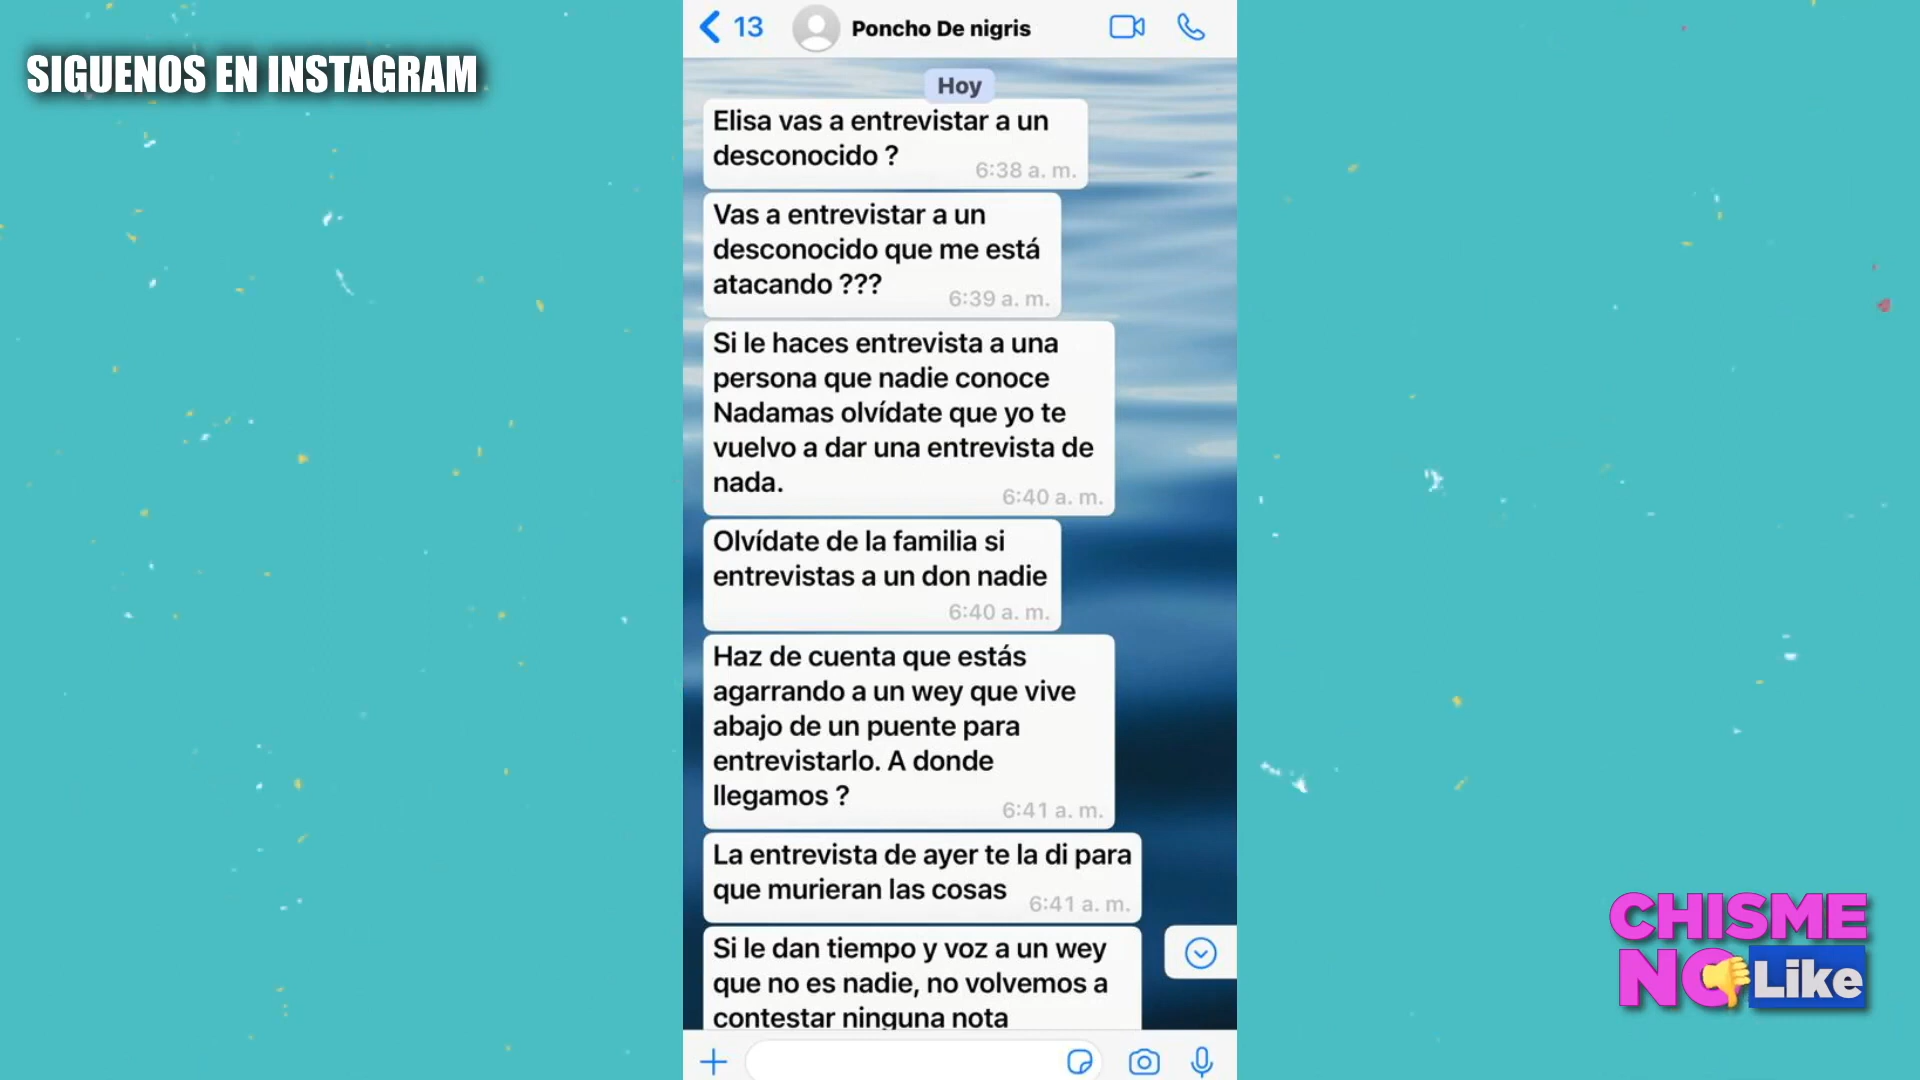 SIGUENOS EN INSTAGRAM
13
Poncho De nigris
Hoy
Elisa vas a entrevistar a un
desconocido ?
6:38 a. m.
Vas a entrevistar a un
desconocido que me está
atacando ???
6:39 a. m.
Si le haces entrevista a una
persona que nadie conoce
Nadamas olvídate que yo te
vuelvo a dar una entrevista de
nada.
6:40 a. m.
Olvídate de la familia si
entrevistas a un don nadie
6:40 a. m.
Haz de cuenta que estás
agarrando a un wey que vive
abajo de un puente para
entrevistarlo. A donde
llegamos ?
6:41 a. m.
La entrevista de ayer te la di para
que murieran las cosas
6:41 a. m.
Si le dan tiempo y voz a un wey
que no es nadie, no volvemos a
contestar ninguna nota
CHISME
NO Like